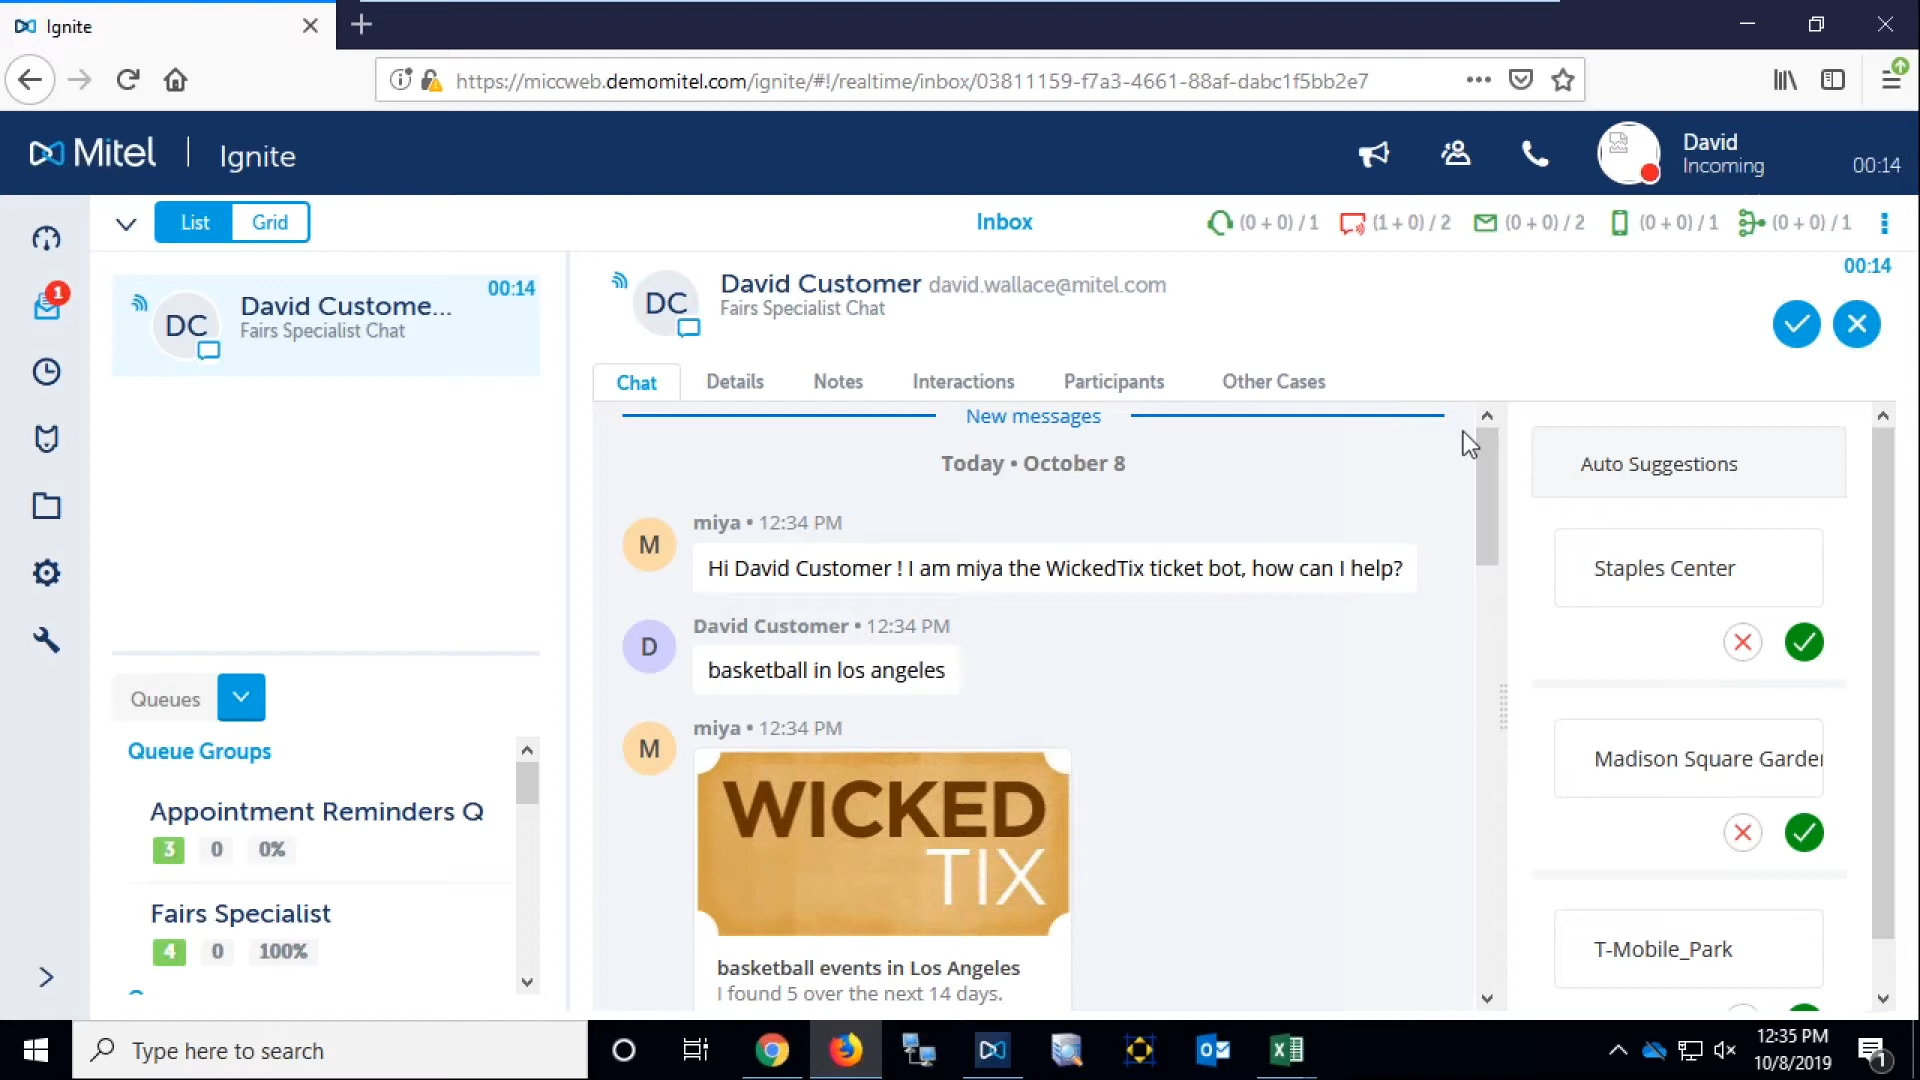 Ignite
https://miccweb.demomitel.com/ignite/#!/realtime/inbox/03811159-f7a3-4661-88af-dabc1f5bb2e7
Mitel | Ignite
David
Incoming
00:14
List Grid
Inbox
(0 + 0) / 1 (1 + 0) / 2 (0 + 0) / 2 (0 + 0) / 1 (0 + 0) / 1
1
DC
David Custome...
Fairs Specialist Chat
00:14
DC
David Customer david.wallace@mitel.com
Fairs Specialist Chat
00:14
Chat Details Notes Interactions Participants Other Cases
New messages
Today • October 8
M
miya • 12:34 PM
Hi David Customer ! I am miya the WickedTix ticket bot, how can I help?
D
David Customer • 12:34 PM
basketball in los angeles
M
miya • 12:34 PM
WICKED
TIX
basketball events in Los Angeles
I found 5 over the next 14 days.
Auto Suggestions
Staples Center
Madison Square Garden
T-Mobile_Park
Queues
Queue Groups
Appointment Reminders Q
3 0 0%
Fairs Specialist
4 0 100%
Type here to search
12:35 PM
10/8/2019
1